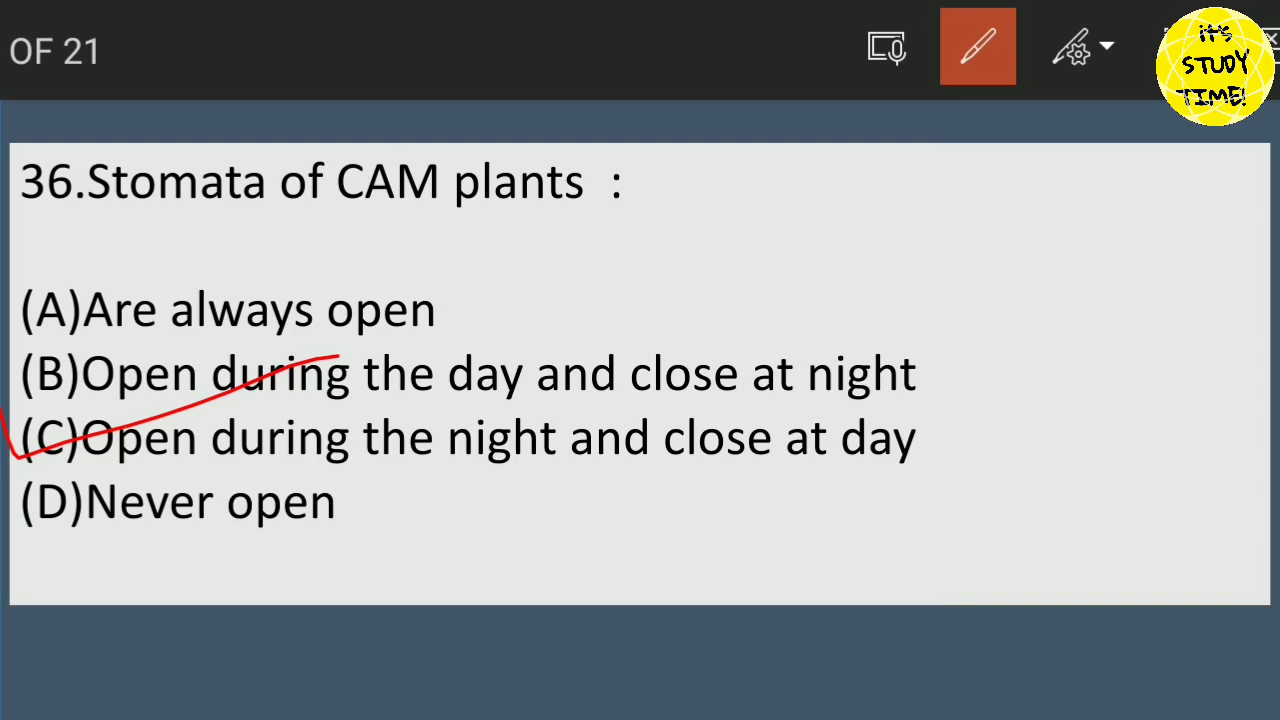 OF 21
It's
STUDY
TIME!
36.Stomata of CAM plants :
(A)Are always open
(B)Open during the day and close at night
(C)Open during the night and close at day
(D)Never open